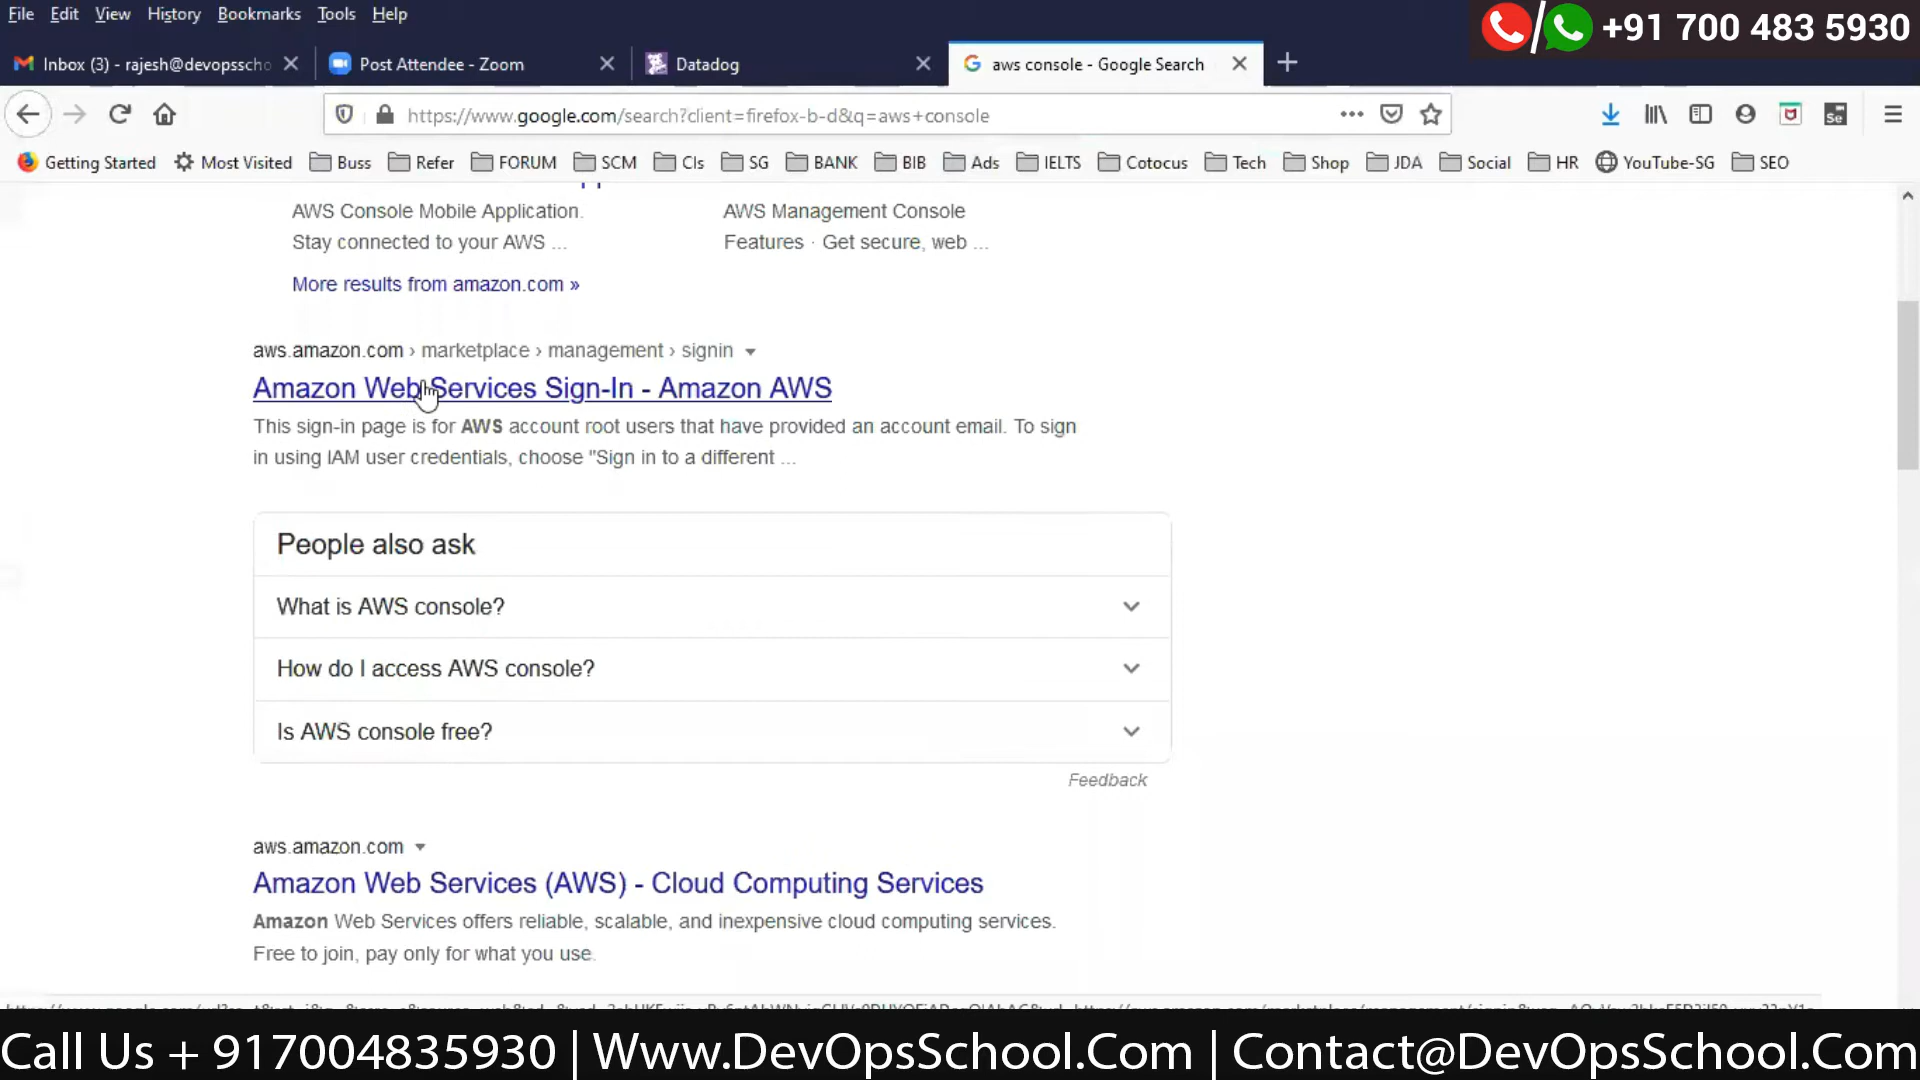 File Edit View History Bookmarks Tools Help
+91 700 483 5930
Inbox (3) - rajesh@devopsscho
Post Attendee - Zoom
Datadog
aws console - Google Search
https://www.google.com/search?client=firefox-b-d&q=aws+console
Getting Started Most Visited Buss Refer FORUM SCM CIs SG BANK BIB Ads IELTS Cotocus Tech Shop JDA Social HR YouTube-SG SEO
AWS Console Mobile Application.
Stay connected to your AWS ...
AWS Management Console
Features · Get secure, web ...
More results from amazon.com »
aws.amazon.com › marketplace › management › signin
Amazon Web Services Sign-In - Amazon AWS
This sign-in page is for AWS account root users that have provided an account email. To sign
in using IAM user credentials, choose "Sign in to a different ...
People also ask
What is AWS console?
How do I access AWS console?
Is AWS console free?
Feedback
aws.amazon.com
Amazon Web Services (AWS) - Cloud Computing Services
Amazon Web Services offers reliable, scalable, and inexpensive cloud computing services.
Free to join, pay only for what you use.
Call Us + 917004835930 | Www.DevOpsSchool.Com | Contact@DevOpsSchool.Com